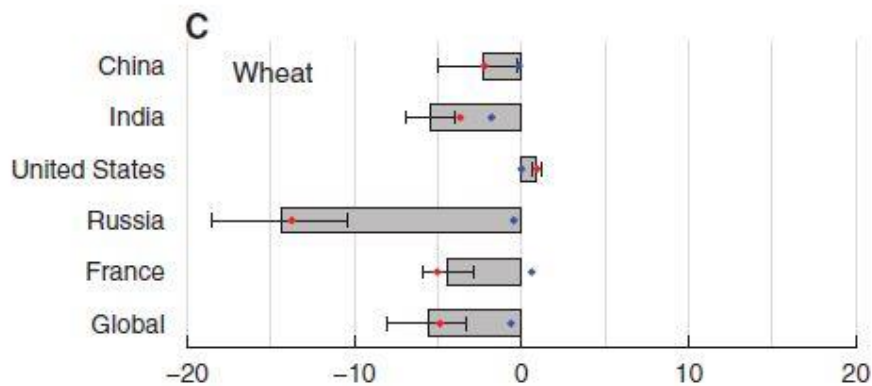 C
Wheat
China
India
United States
Russia
France
Global
−20 −10 0 10 20